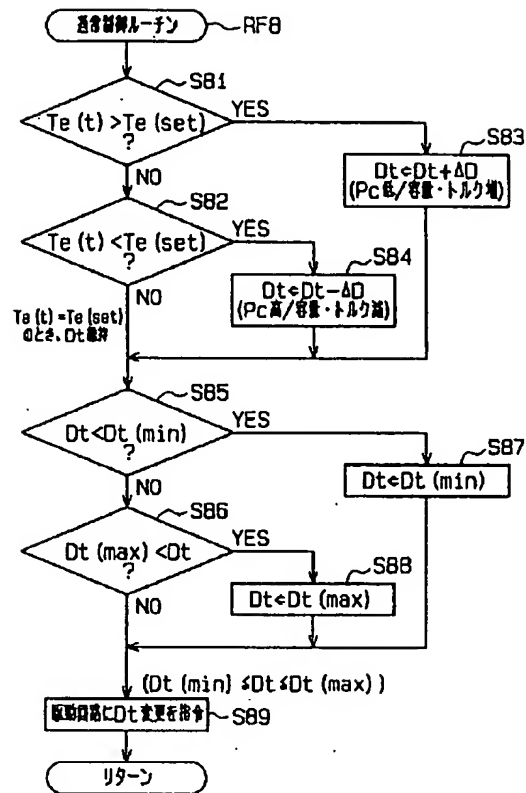 通常制御ルーチン
RF8
S81
Te(t)>Te(set)
?
YES
NO
S83
Dt⇐Dt+ΔD
(Pc低/容量・トルク増)
S82
Te(t)<Te(set)
?
YES
NO
S84
Dt⇐Dt−ΔD
(Pc高/容量・トルク減)
Te(t)=Te(set)
のとき、Dt維持
S85
Dt<Dt(min)
?
YES
NO
S87
Dt⇐Dt(min)
S86
Dt(max)<Dt
?
YES
NO
S88
Dt⇐Dt(max)
(Dt(min)≦Dt≦Dt(max))
駆動回路にDt変更を指令
S89
リターン